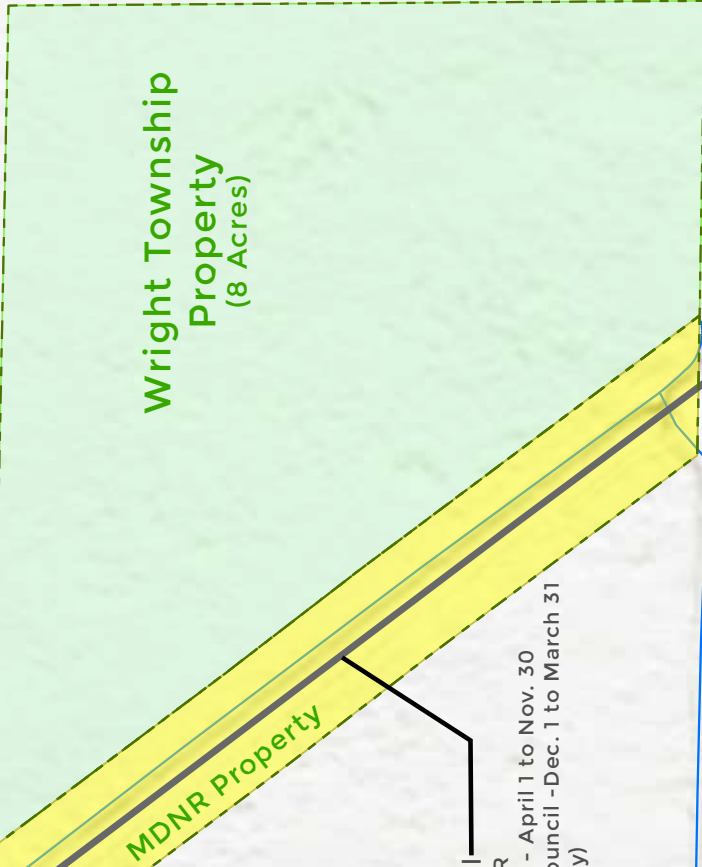 Wright Township
Property
(8 Acres)
MDNR Property
R
- April 1 to Nov. 30
ouncil -Dec. 1 to March 31
y)